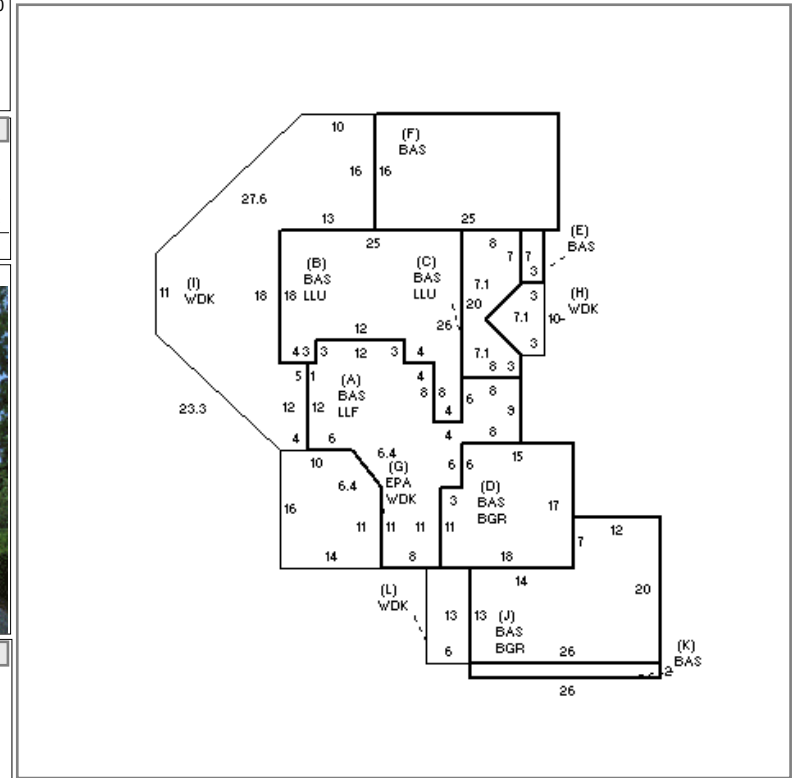 10
(F)
BAS
16
16
27.6
13
25
25
8
7
7
3
(E)
BAS
(B)
BAS
LLU
(C)
BAS
LLU
7.1
20
3
(H)
WDK
10
11
(I)
WDK
18
18
26
7.1
12
3
4
3
3
12
3
4
7.1
8
3
5
1
(A)
BAS
LLF
4
8
8
8
6
12
12
4
9
23.3
4
6
4
8
10
6.4
6
6
15
6.4
(G)
EPA
WDK
3
(D)
BAS
BGR
17
16
11
11
11
11
12
7
14
8
18
14
(L)
WDK
20
13
13
(J)
BAS
BGR
6
26
(K)
BAS
2
26